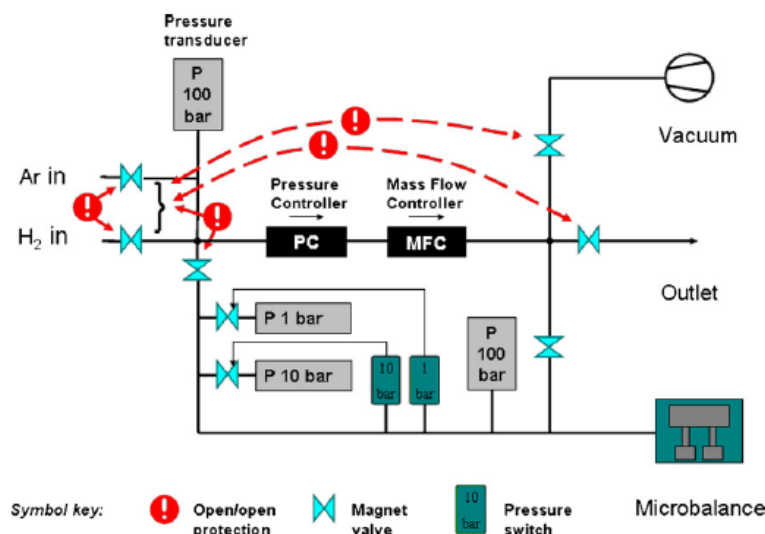 Pressure
transducer
P
100
bar
Vacuum
Ar in
Pressure
Controller
Mass Flow
Controller
H₂ in
PC
MFC
Outlet
P 1 bar
P
100
bar
P 10 bar
10
bar
1
bar
Microbalance
Symbol key:
Open/open
protection
Magnet
valve
10
bar
Pressure
switch